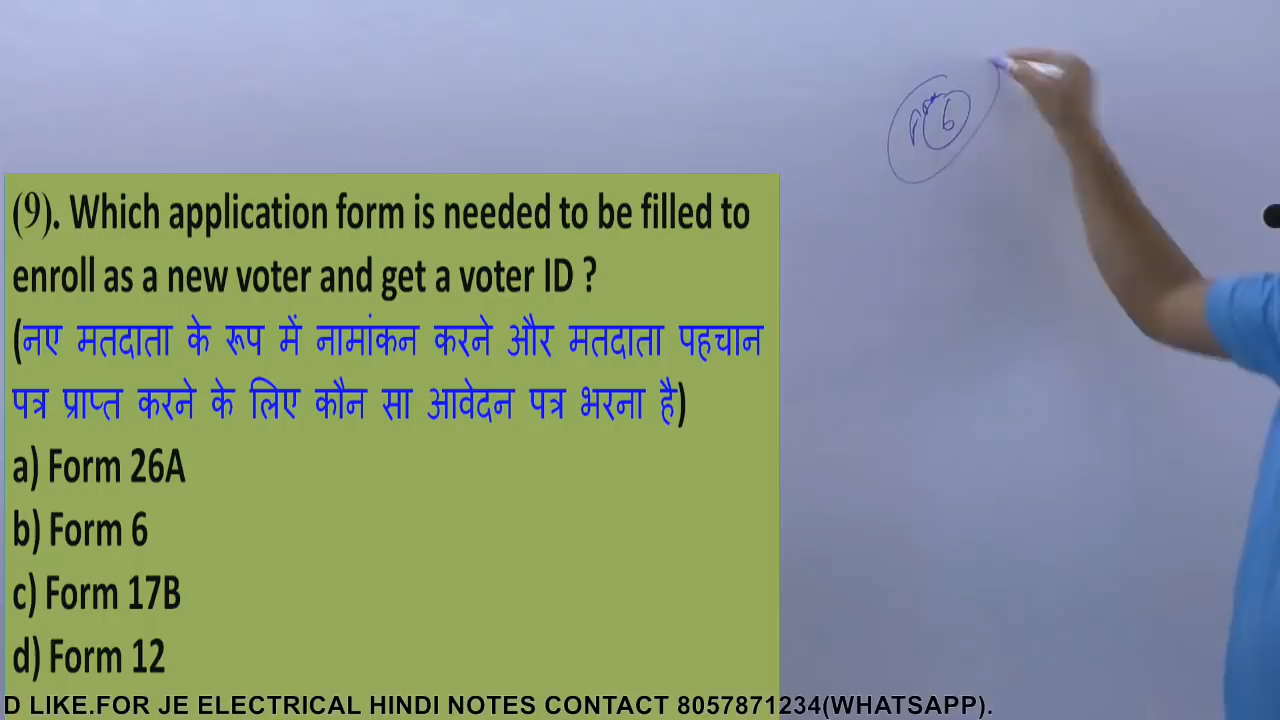 Form 6
(9). Which application form is needed to be filled to
enroll as a new voter and get a voter ID ?
(नए मतदाता के रूप में नामांकन करने और मतदाता पहचान
पत्र प्राप्त करने के लिए कौन सा आवेदन पत्र भरना है)
a) Form 26A
b) Form 6
c) Form 17B
d) Form 12
D LIKE.FOR JE ELECTRICAL HINDI NOTES CONTACT 8057871234(WHATSAPP).